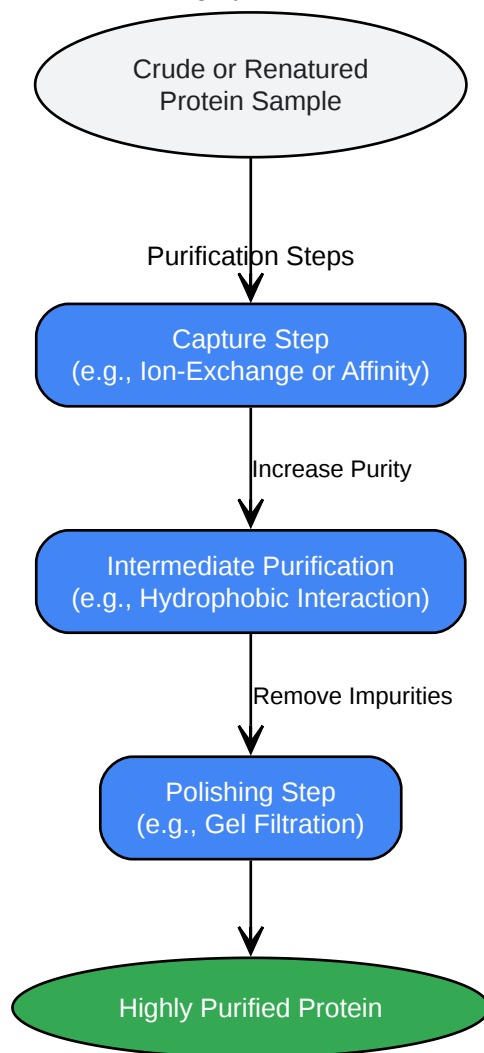 Crude or Renatured
Protein Sample
Purification Steps
Capture Step
(e.g., Ion-Exchange or Affinity)
Increase Purity
Intermediate Purification
(e.g., Hydrophobic Interaction)
Remove Impurities
Polishing Step
(e.g., Gel Filtration)
Highly Purified Protein